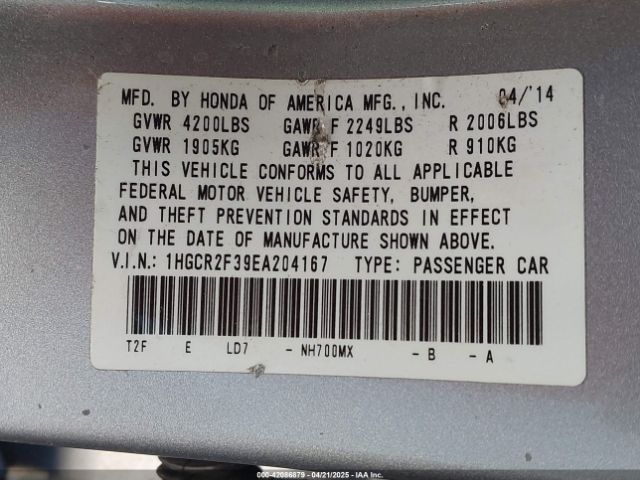 MFD. BY HONDA OF AMERICA MFG., INC. 04/'14
GVWR 4200LBS GAWR F 2249LBS R 2006LBS
GVWR 1905KG GAWR F 1020KG R 910KG
THIS VEHICLE CONFORMS TO ALL APPLICABLE
FEDERAL MOTOR VEHICLE SAFETY, BUMPER,
AND THEFT PREVENTION STANDARDS IN EFFECT
ON THE DATE OF MANUFACTURE SHOWN ABOVE.
V.I.N.: 1HGCR2F39EA204167 TYPE: PASSENGER CAR
T2F E LD7 - NH700MX - B - A
000-42086879 - 04/21/2025 - IAA Inc.